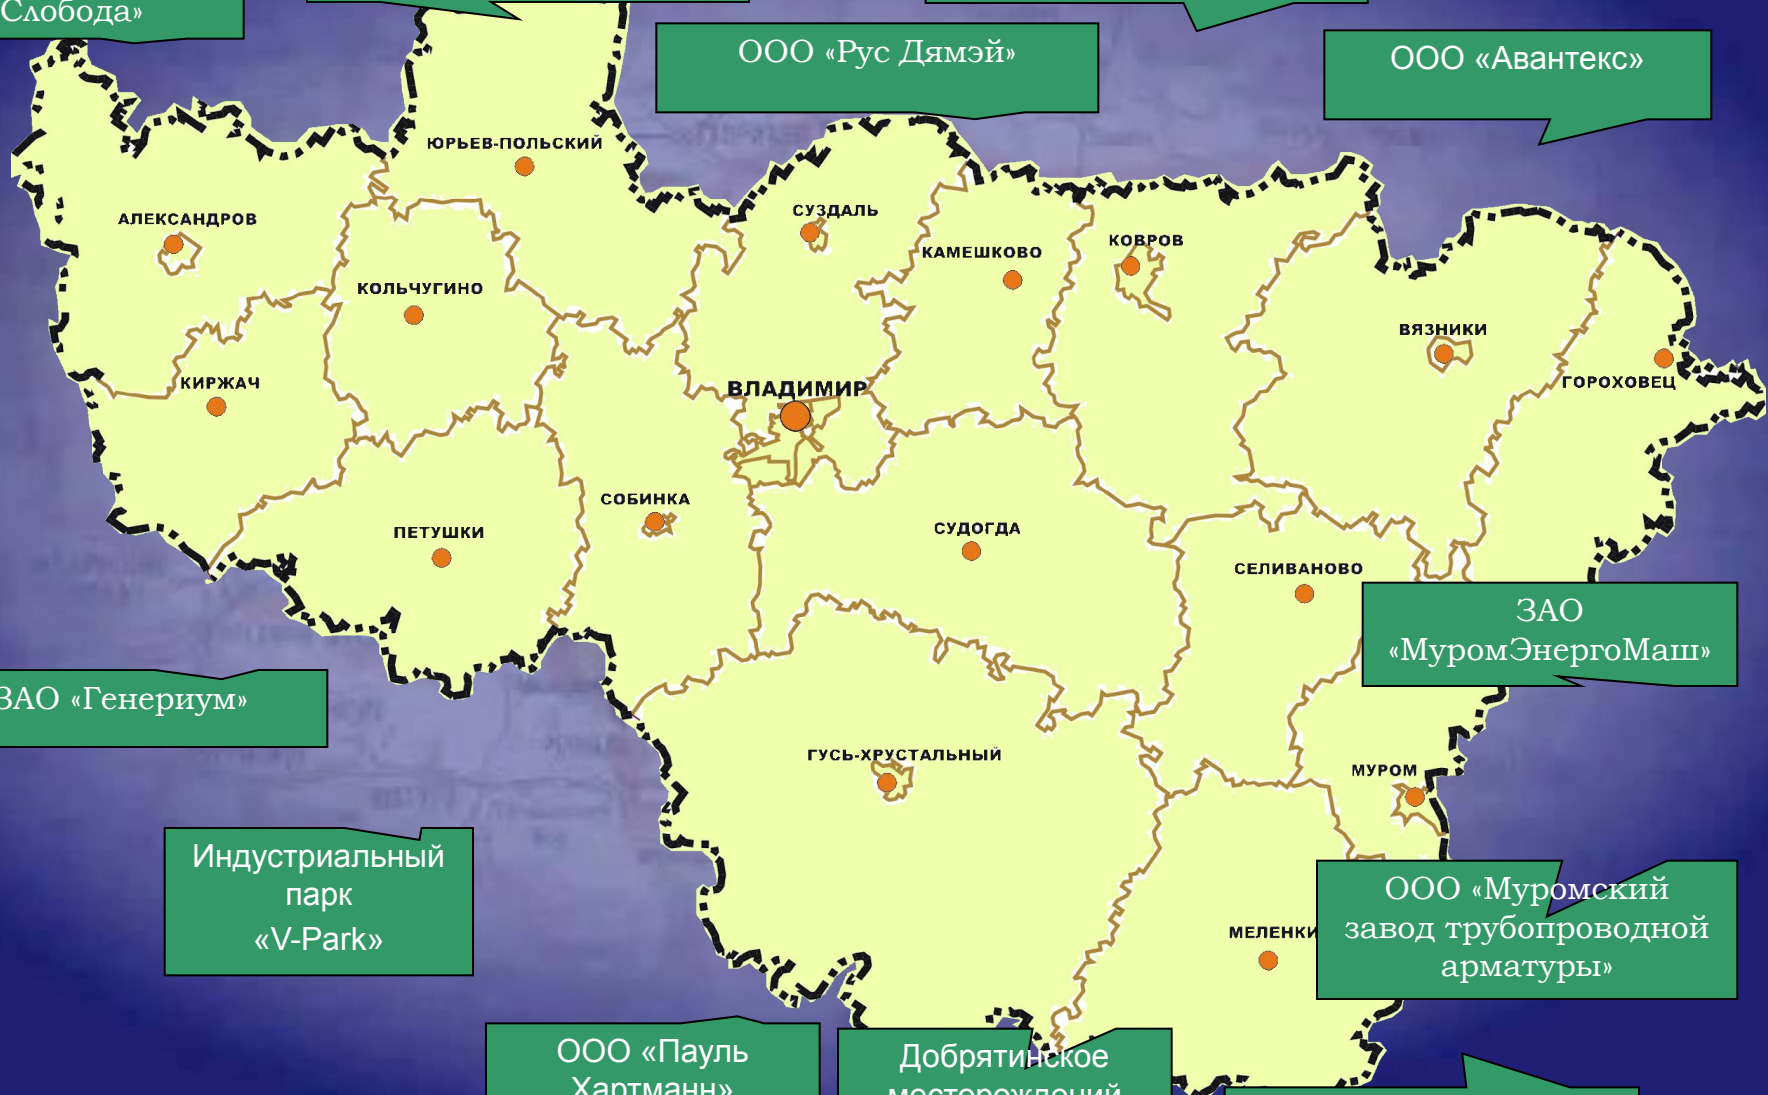 Слобода»
ООО «Рус Дямэй»
ООО «Авантекс»
ЮРЬЕВ-ПОЛЬСКИЙ
АЛЕКСАНДРОВ
СУЗДАЛЬ
КАМЕШКОВО
КОВРОВ
КОЛЬЧУГИНО
ВЯЗНИКИ
КИРЖАЧ
ВЛАДИМИР
ГОРОХОВЕЦ
СОБИНКА
ПЕТУШКИ
СУДОГДА
СЕЛИВАНОВО
ЗАО
«МуромЭнергоМаш»
ЗАО «Генериум»
ГУСЬ-ХРУСТАЛЬНЫЙ
МУРОМ
Индустриальный
парк
«V-Park»
ООО «Муромский
завод трубопроводной
арматуры»
МЕЛЕНКИ
ООО «Пауль
Хартманн»
Добрятинское
месторождений